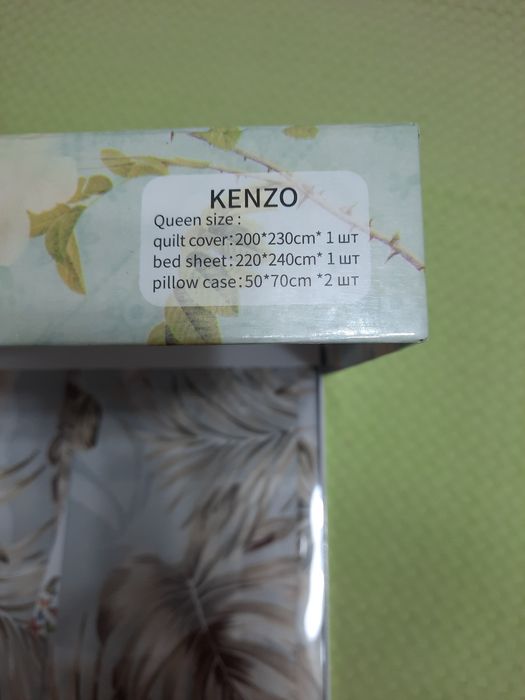 KENZO
Queen size :
quilt cover:200*230cm* 1 шт
bed sheet:220*240cm* 1 шт
pillow case:50*70cm *2 шт